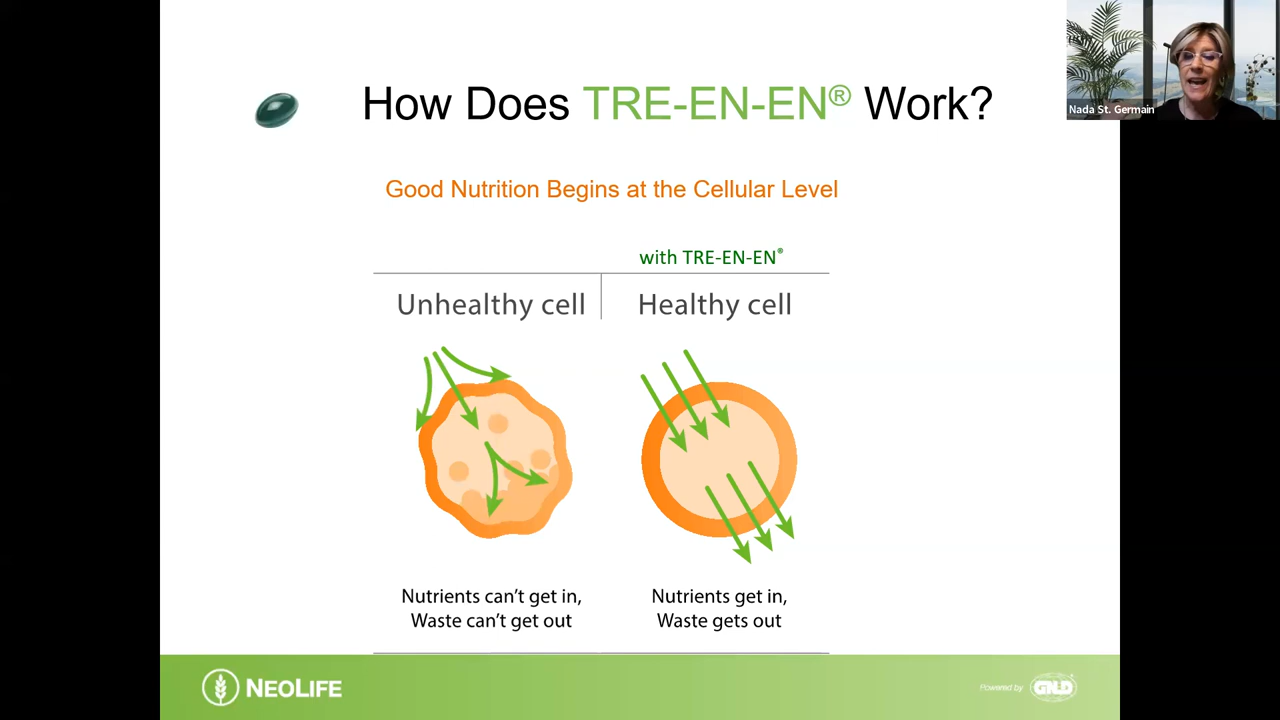 How Does TRE-EN-EN® Work?
Nada St. Germain
Good Nutrition Begins at the Cellular Level
with TRE-EN-EN®
Unhealthy cell
Healthy cell
Nutrients can't get in,
Waste can't get out
Nutrients get in,
Waste gets out
NEOLIFE
Powered by
GNLD